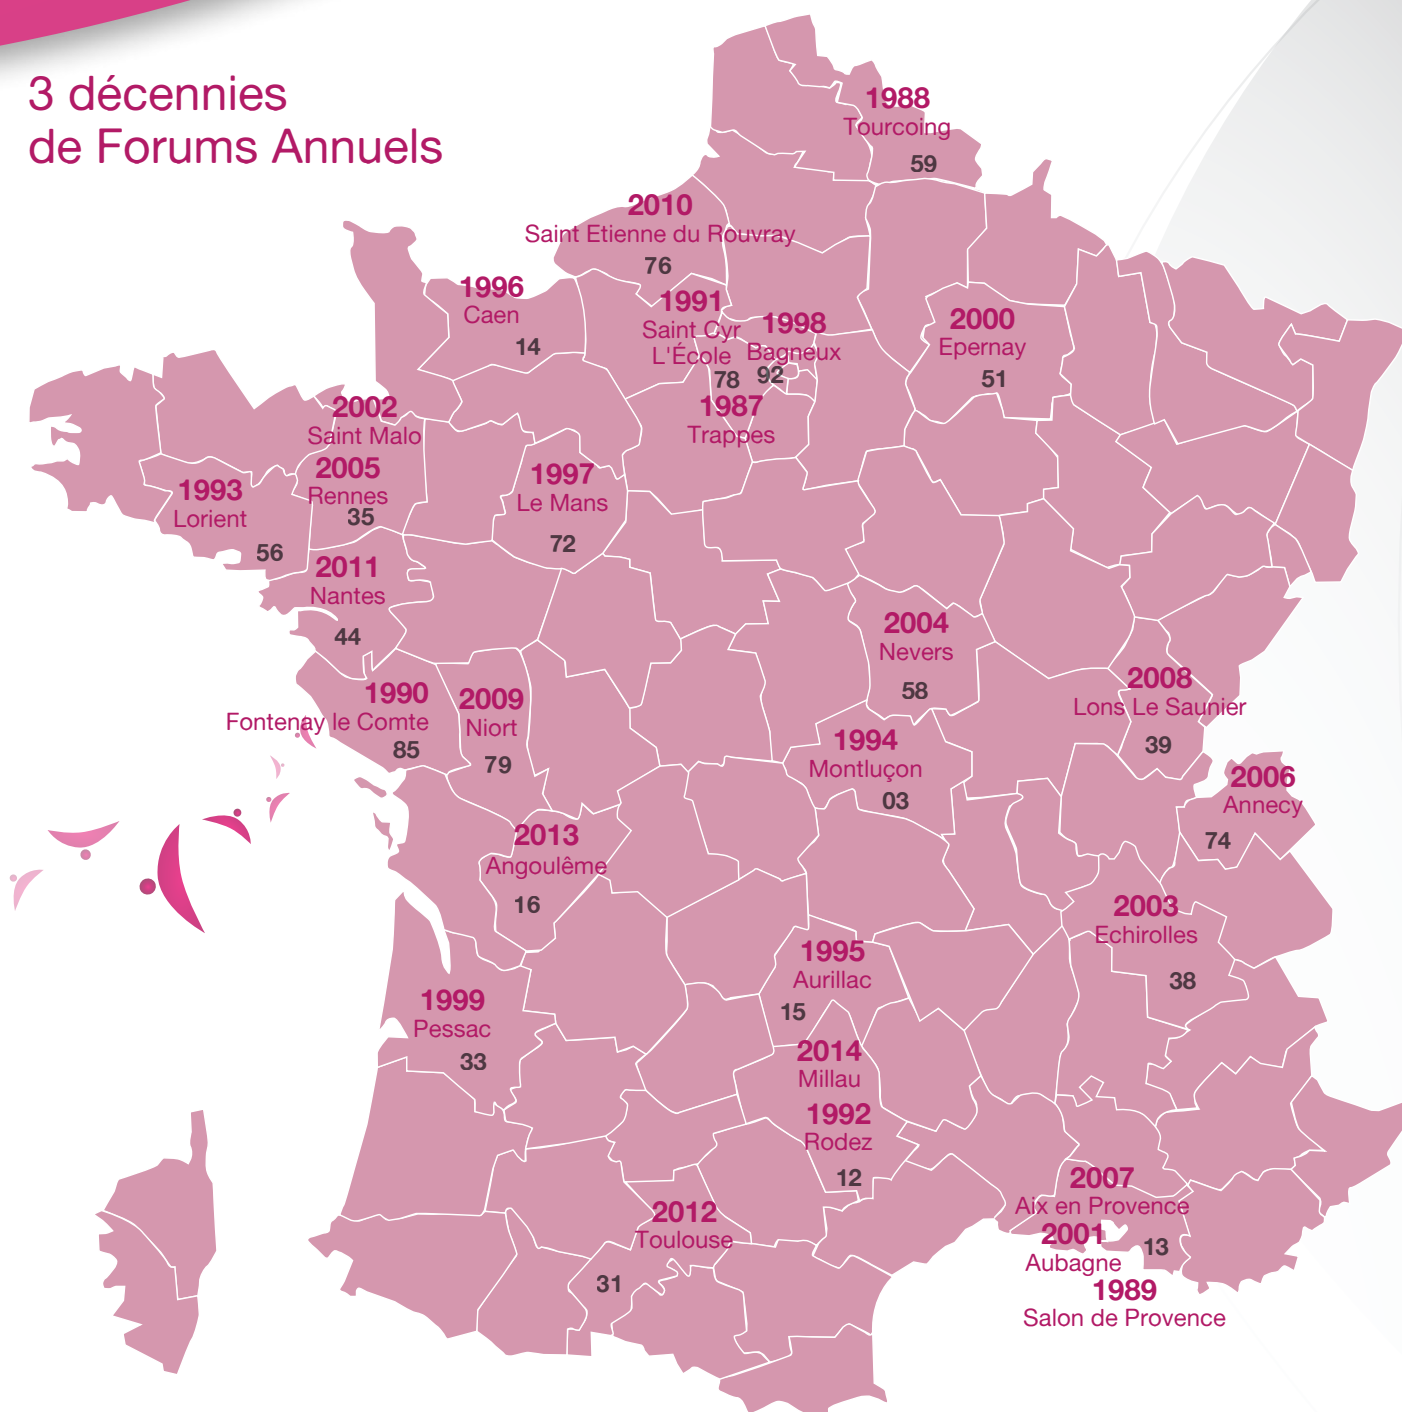 3 décennies
de Forums Annuels
1988
Tourcoing
59
2010
Saint Etienne du Rouvray
76
1996
Caen
14
1991
Saint Cyr
L'École
78
1998
Bagneux
92
1987
Trappes
2000
Epernay
51
2002
Saint Malo
2005
Rennes
35
1993
Lorient
56
1997
Le Mans
72
2011
Nantes
44
2004
Nevers
58
1990
Fontenay le Comte
85
2009
Niort
79
2008
Lons Le Saunier
39
1994
Montluçon
03
2006
Annecy
74
2013
Angoulême
16
2003
Echirolles
38
1995
Aurillac
15
1999
Pessac
33
2014
Millau
1992
Rodez
12
2012
Toulouse
31
2007
Aix en Provence
2001
Aubagne
13
1989
Salon de Provence